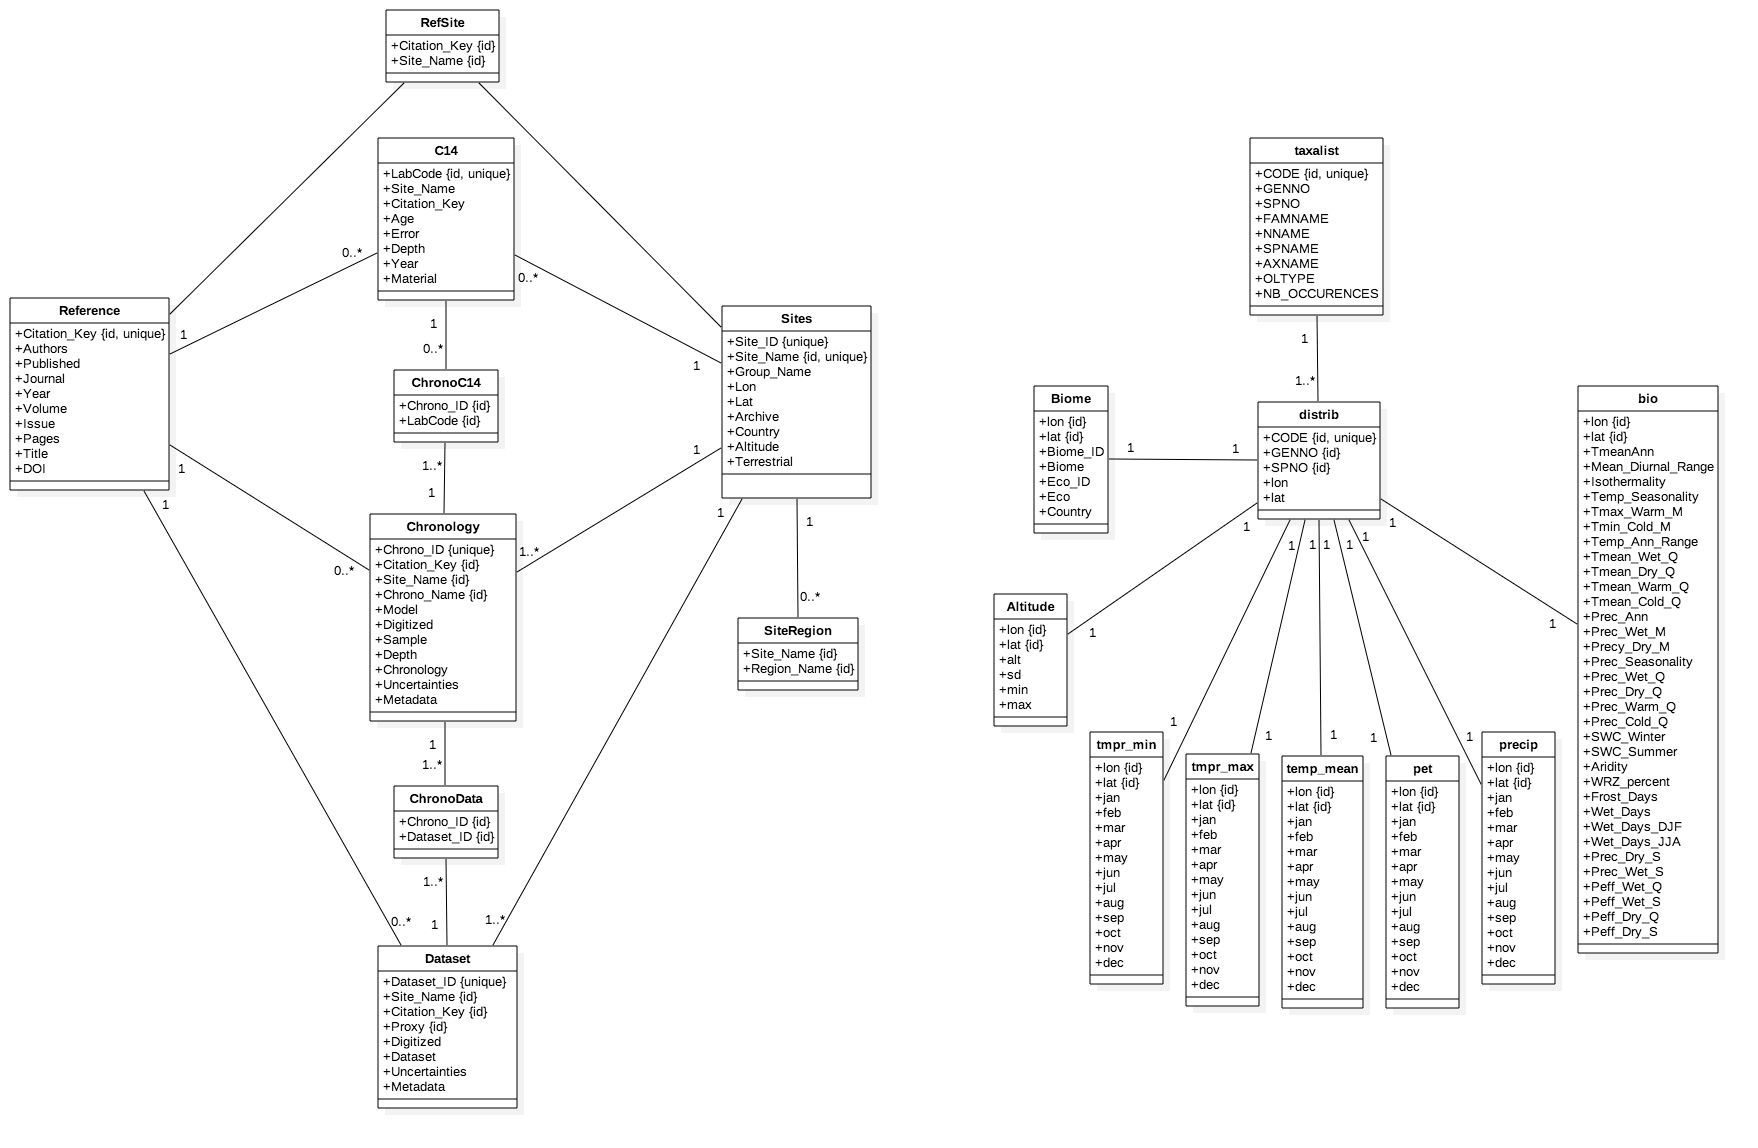 RefSite
+Citation_Key {id}
+Site_Name {id}
C14
+LabCode {id, unique}
+Site_Name
+Citation_Key
+Age
+Error
+Depth
+Year
+Material
0..*
1
0..*
1
1
0..*
Reference
+Citation_Key {id, unique}
+Authors
+Published
+Journal
+Year
+Volume
+Issue
+Pages
+Title
+DOI
Sites
+Site_ID {unique}
+Site_Name {id, unique}
+Group_Name
+Lon
+Lat
+Archive
+Country
+Altitude
+Terrestrial
ChronoC14
+Chrono_ID {id}
+LabCode {id}
1..*
1
1
0..*
1
1..*
1
1
1
0..*
Chronology
+Chrono_ID {unique}
+Citation_Key {id}
+Site_Name {id}
+Chrono_Name {id}
+Model
+Digitized
+Sample
+Depth
+Chronology
+Uncertainties
+Metadata
SiteRegion
+Site_Name {id}
+Region_Name {id}
1
1..*
ChronoData
+Chrono_ID {id}
+Dataset_ID {id}
1..*
1
0..*
1..*
Dataset
+Dataset_ID {unique}
+Site_Name {id}
+Citation_Key {id}
+Proxy {id}
+Digitized
+Dataset
+Uncertainties
+Metadata
taxalist
+CODE {id, unique}
+GENNO
+SPNO
+FAMNAME
+NNAME
+SPNAME
+AXNAME
+OLTYPE
+NB_OCCURENCES
1
1..*
Biome
+lon {id}
+lat {id}
+Biome_ID
+Biome
+Eco_ID
+Eco
+Country
1
1
distrib
+CODE {id, unique}
+GENNO {id}
+SPNO {id}
+lon
+lat
1
1
1
1
1
1
1
Altitude
+lon {id}
+lat {id}
+alt
+sd
+min
+max
1
1
1
1
1
1
1
tmpr_min
+lon {id}
+lat {id}
+jan
+feb
+mar
+apr
+may
+jun
+jul
+aug
+sep
+oct
+nov
+dec
tmpr_max
+lon {id}
+lat {id}
+jan
+feb
+mar
+apr
+may
+jun
+jul
+aug
+sep
+oct
+nov
+dec
temp_mean
+lon {id}
+lat {id}
+jan
+feb
+mar
+apr
+may
+jun
+jul
+aug
+sep
+oct
+nov
+dec
pet
+lon {id}
+lat {id}
+jan
+feb
+mar
+apr
+may
+jun
+jul
+aug
+sep
+oct
+nov
+dec
precip
+lon {id}
+lat {id}
+jan
+feb
+mar
+apr
+may
+jun
+jul
+aug
+sep
+oct
+nov
+dec
bio
+lon {id}
+lat {id}
+TmeanAnn
+Mean_Diurnal_Range
+Isothermality
+Temp_Seasonality
+Tmax_Warm_M
+Tmin_Cold_M
+Temp_Ann_Range
+Tmean_Wet_Q
+Tmean_Dry_Q
+Tmean_Warm_Q
+Tmean_Cold_Q
+Prec_Ann
+Prec_Wet_M
+Precy_Dry_M
+Prec_Seasonality
+Prec_Wet_Q
+Prec_Dry_Q
+Prec_Warm_Q
+Prec_Cold_Q
+SWC_Winter
+SWC_Summer
+Aridity
+WRZ_percent
+Frost_Days
+Wet_Days
+Wet_Days_DJF
+Wet_Days_JJA
+Prec_Dry_S
+Prec_Wet_S
+Peff_Wet_Q
+Peff_Wet_S
+Peff_Dry_Q
+Peff_Dry_S